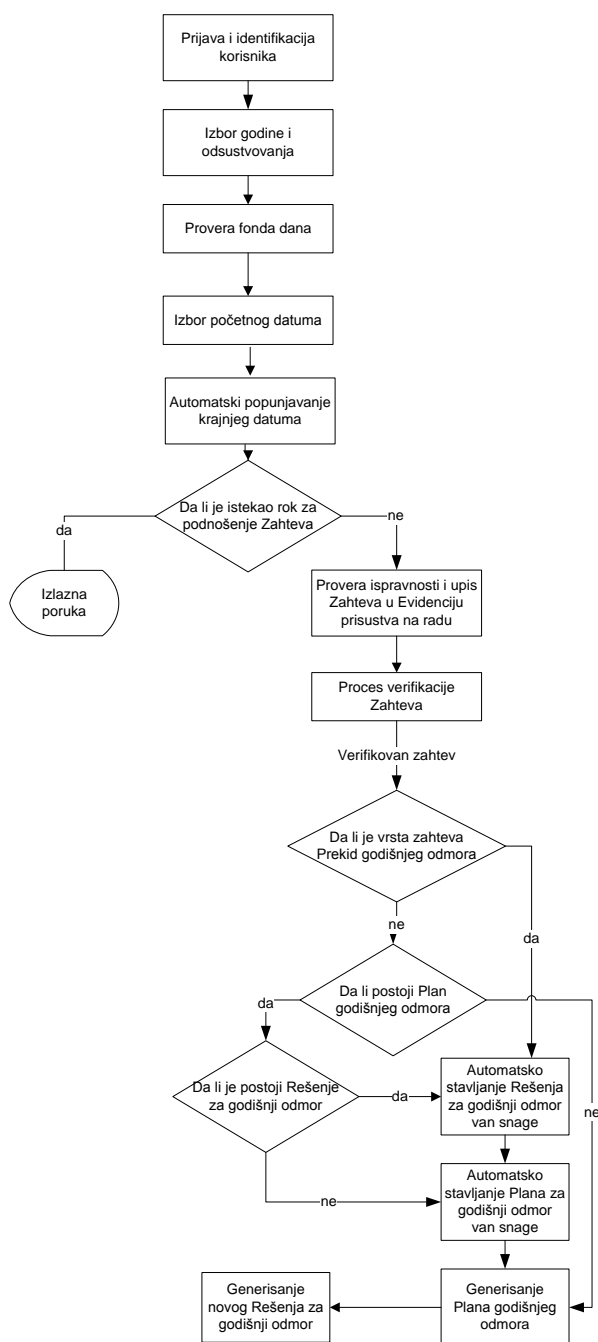 Prijava i identifikacija
korisnika
Izbor godine i
odsustvovanja
Provera fonda dana
Izbor početnog datuma
Automatski popunjavanje
krajnjeg datuma
Da li je istekao rok za
podnošenje Zahteva
da
ne
Izlazna
poruka
Provera ispravnosti i upis
Zahteva u Evidenciju
prisustva na radu
Proces verifikacije
Zahteva
Verifikovan zahtev
Da li je vrsta zahteva
Prekid godišnjeg odmora
ne
da
Da li postoji Plan
godišnjeg odmora
da
ne
Da li je postoji Rešenje
za godišnji odmor
da
Automatsko
stavljanje Rešenja
za godišnji odmor
van snage
ne
Automatsko
stavljanje Plana za
godišnji odmor
van snage
Generisanje
novog Rešenja za
godišnji odmor
Generisanje
Plana godišnjeg
odmora